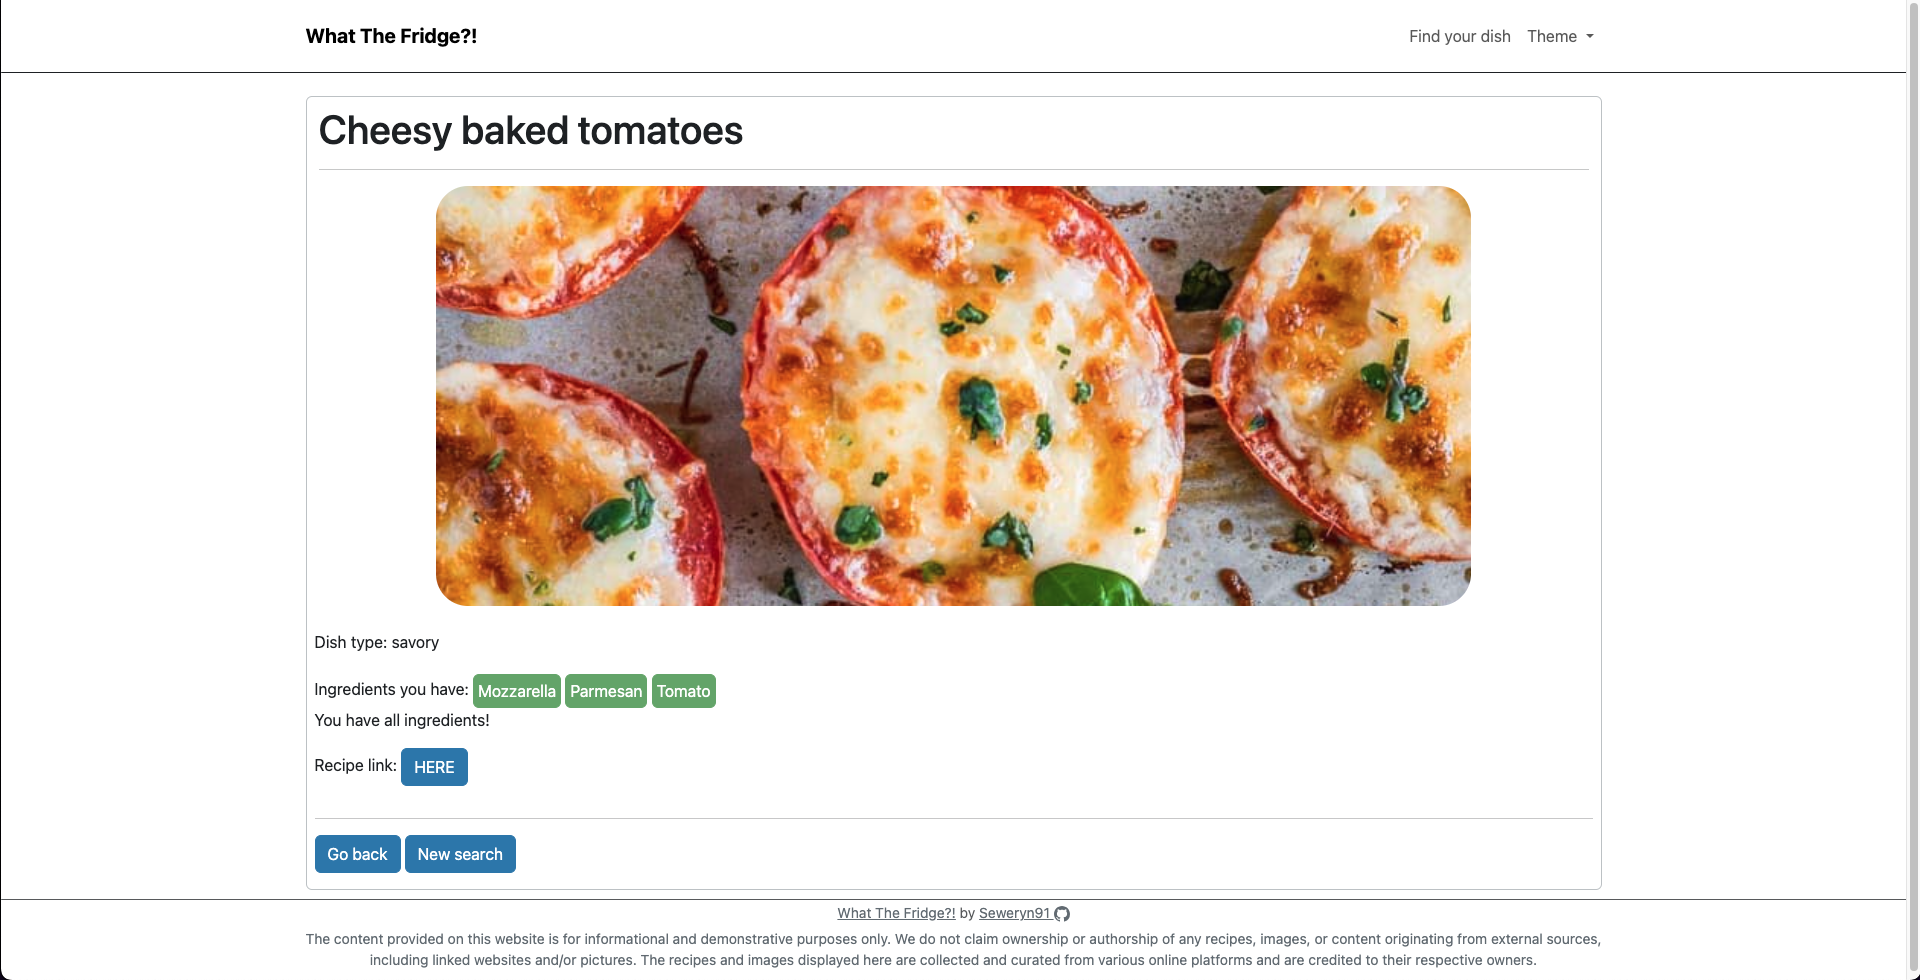 What The Fridge?!
Find your dish Theme
Cheesy baked tomatoes
Dish type: savory
Ingredients you have: Mozzarella Parmesan Tomato
You have all ingredients!
Recipe link: HERE
Go back New search
What The Fridge?! by Seweryn91
The content provided on this website is for informational and demonstrative purposes only. We do not claim ownership or authorship of any recipes, images, or content originating from external sources,
including linked websites and/or pictures. The recipes and images displayed here are collected and curated from various online platforms and are credited to their respective owners.